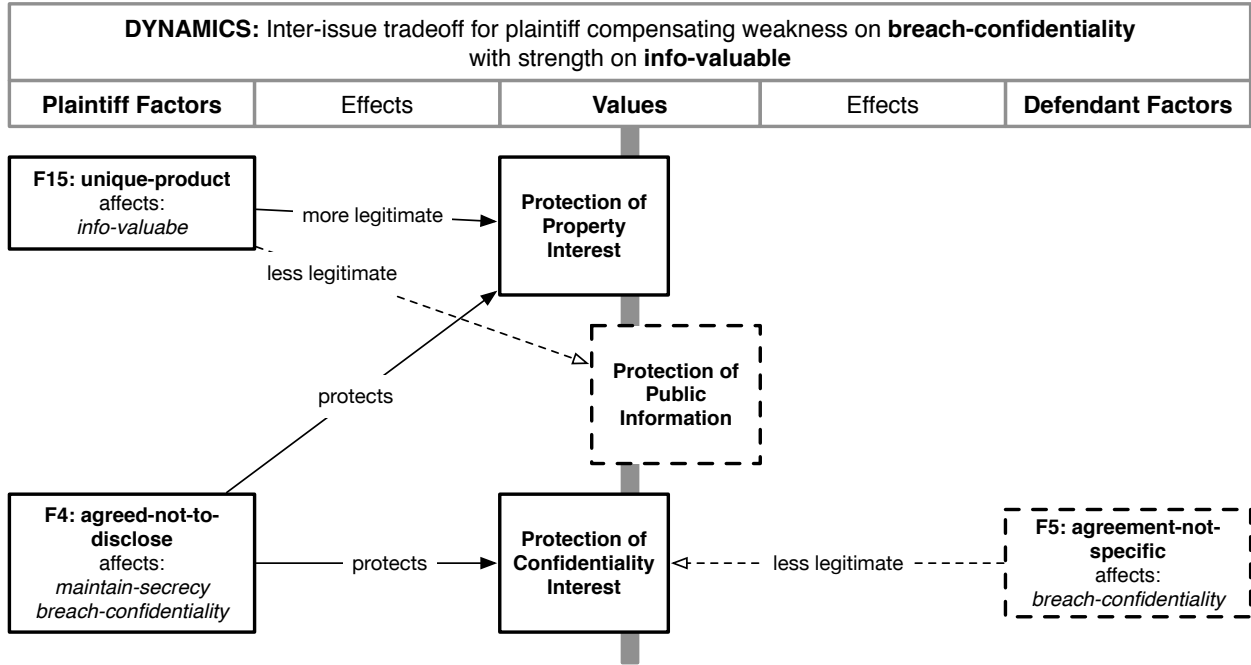 DYNAMICS: Inter-issue tradeoff for plaintiff compensating weakness on breach-confidentiality
with strength on info-valuable
Plaintiff Factors
Effects
Values
Effects
Defendant Factors
F15: unique-product
affects:
info-valuabe
more legitimate
less legitimate
Protection of
Property
Interest
Protection of
Public
Information
protects
F4: agreed-not-to-
disclose
affects:
maintain-secrecy
breach-confidentiality
protects
Protection of
Confidentiality
Interest
less legitimate
F5: agreement-not-
specific
affects:
breach-confidentiality